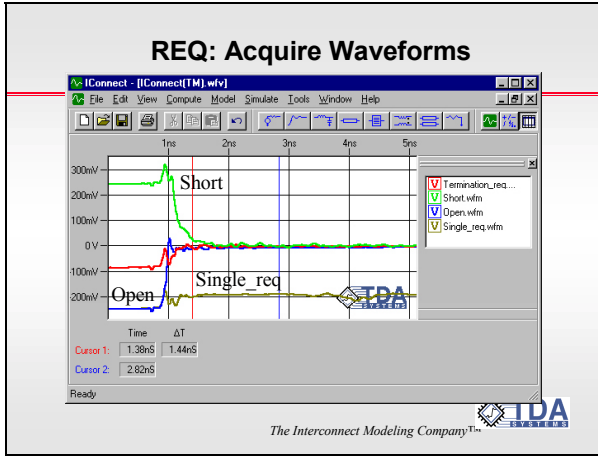 REQ: Acquire Waveforms
IConnect - [IConnect(TM).wfv]
File Edit View Compute Model Simulate Tools Window Help
1ns 2ns 3ns 4ns 5ns
300mV
200mV
100mV
0 V
-100mV
-200mV
Short
Open
Single_req
TDA
SYSTEMS
V Termination_req....
V Short.wfm
V Open.wfm
V Single_req.wfm
Time ΔT
Cursor 1: 1.38nS 1.44nS
Cursor 2: 2.82nS
Ready
TDA
SYSTEMS
The Interconnect Modeling Company™